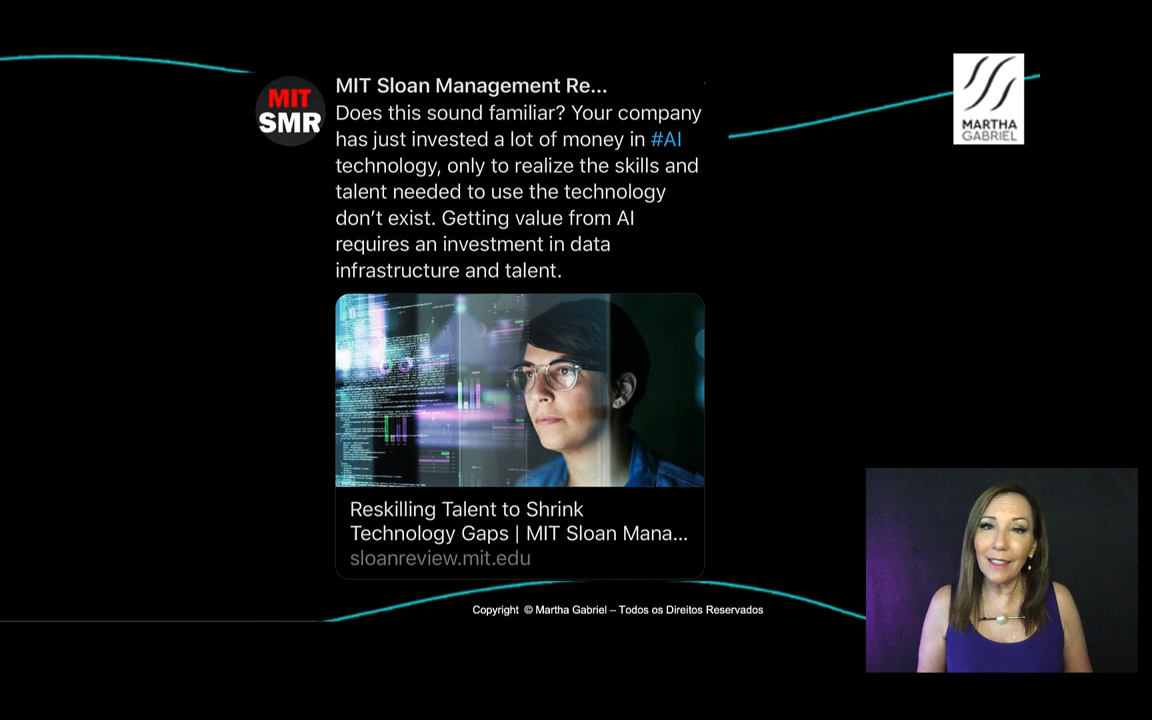 MIT Sloan Management Re...
MIT
SMR
Does this sound familiar? Your company
has just invested a lot of money in #AI
technology, only to realize the skills and
talent needed to use the technology
don’t exist. Getting value from AI
requires an investment in data
infrastructure and talent.
MARTHA
GABRIEL
Reskilling Talent to Shrink
Technology Gaps | MIT Sloan Mana...
sloanreview.mit.edu
Copyright © Martha Gabriel – Todos os Direitos Reservados